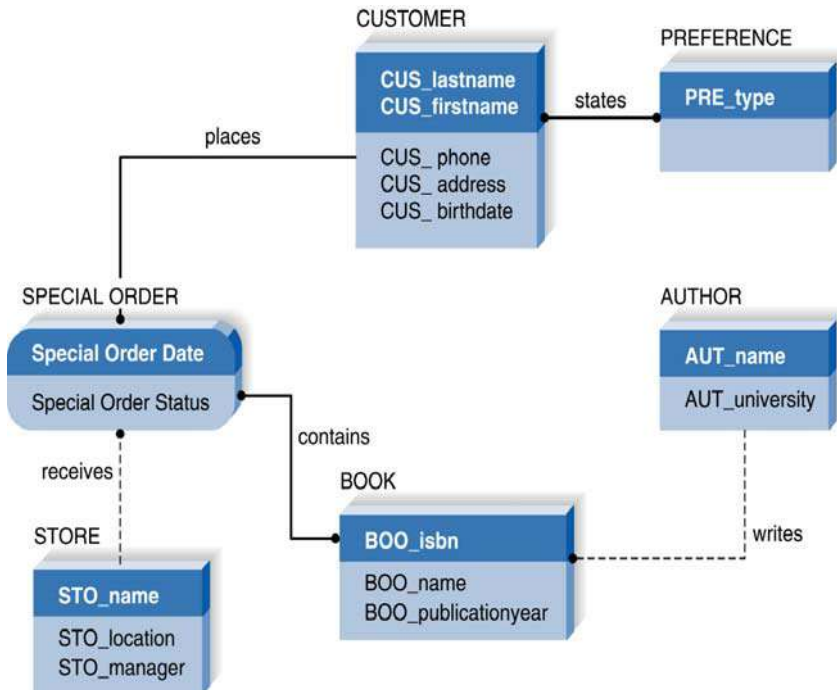 CUSTOMER
CUS_lastname
CUS_firstname
CUS_ phone
CUS_ address
CUS_ birthdate
states
PREFERENCE
PRE_type
places
SPECIAL ORDER
Special Order Date
Special Order Status
contains
receives
STORE
STO_name
STO_location
STO_manager
BOOK
BOO_isbn
BOO_name
BOO_publicationyear
AUTHOR
AUT_name
AUT_university
writes